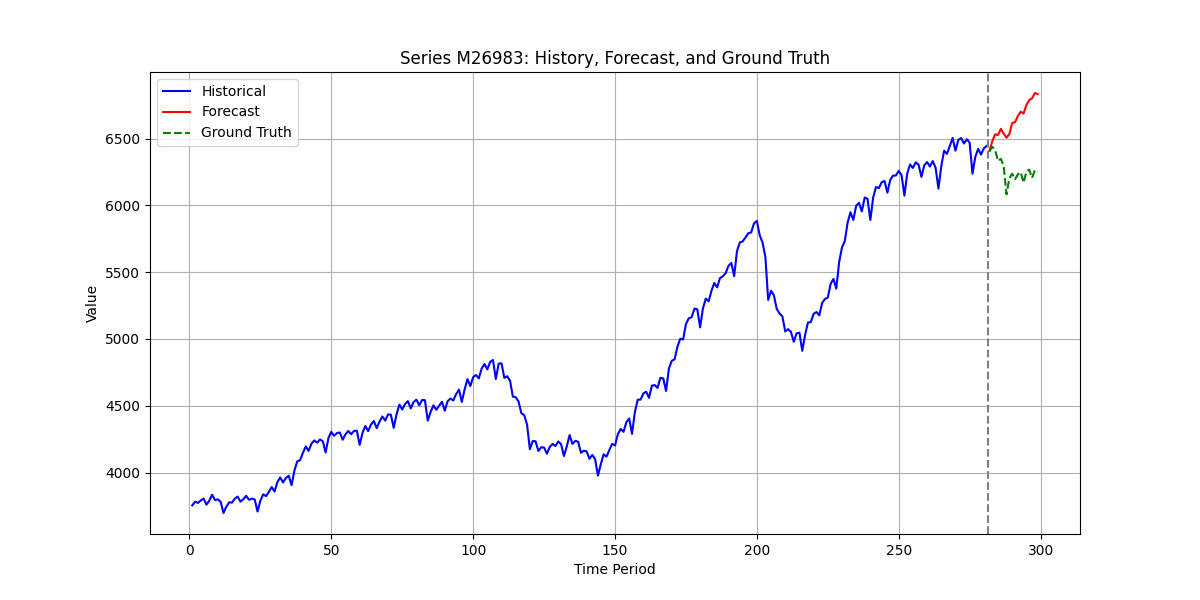 Series M26983: History, Forecast, and Ground Truth
Historical
Forecast
Ground Truth
Value
6500
6000
5500
5000
4500
4000
0 50 100 150 200 250 300
Time Period